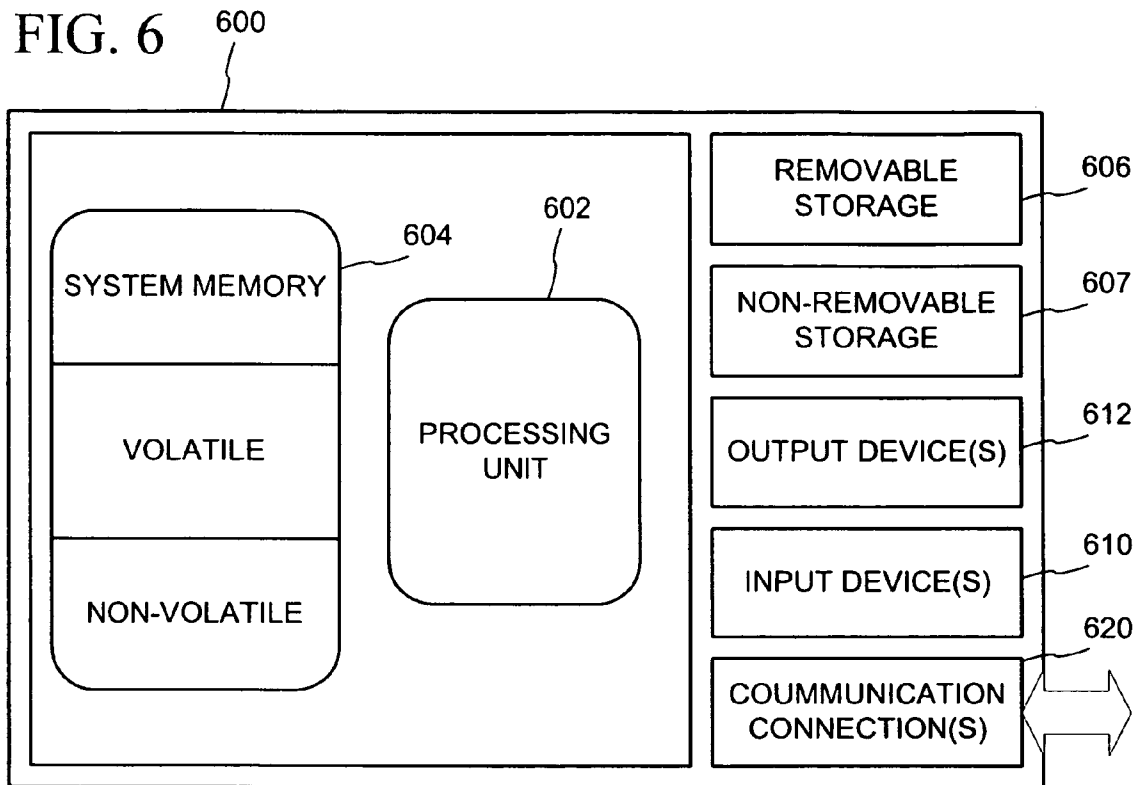 FIG. 6
600
SYSTEM MEMORY
604
VOLATILE
NON-VOLATILE
602
PROCESSING
UNIT
REMOVABLE
STORAGE
606
NON-REMOVABLE
STORAGE
607
OUTPUT DEVICE(S)
612
INPUT DEVICE(S)
610
COUMMUNICATION
CONNECTION(S)
620